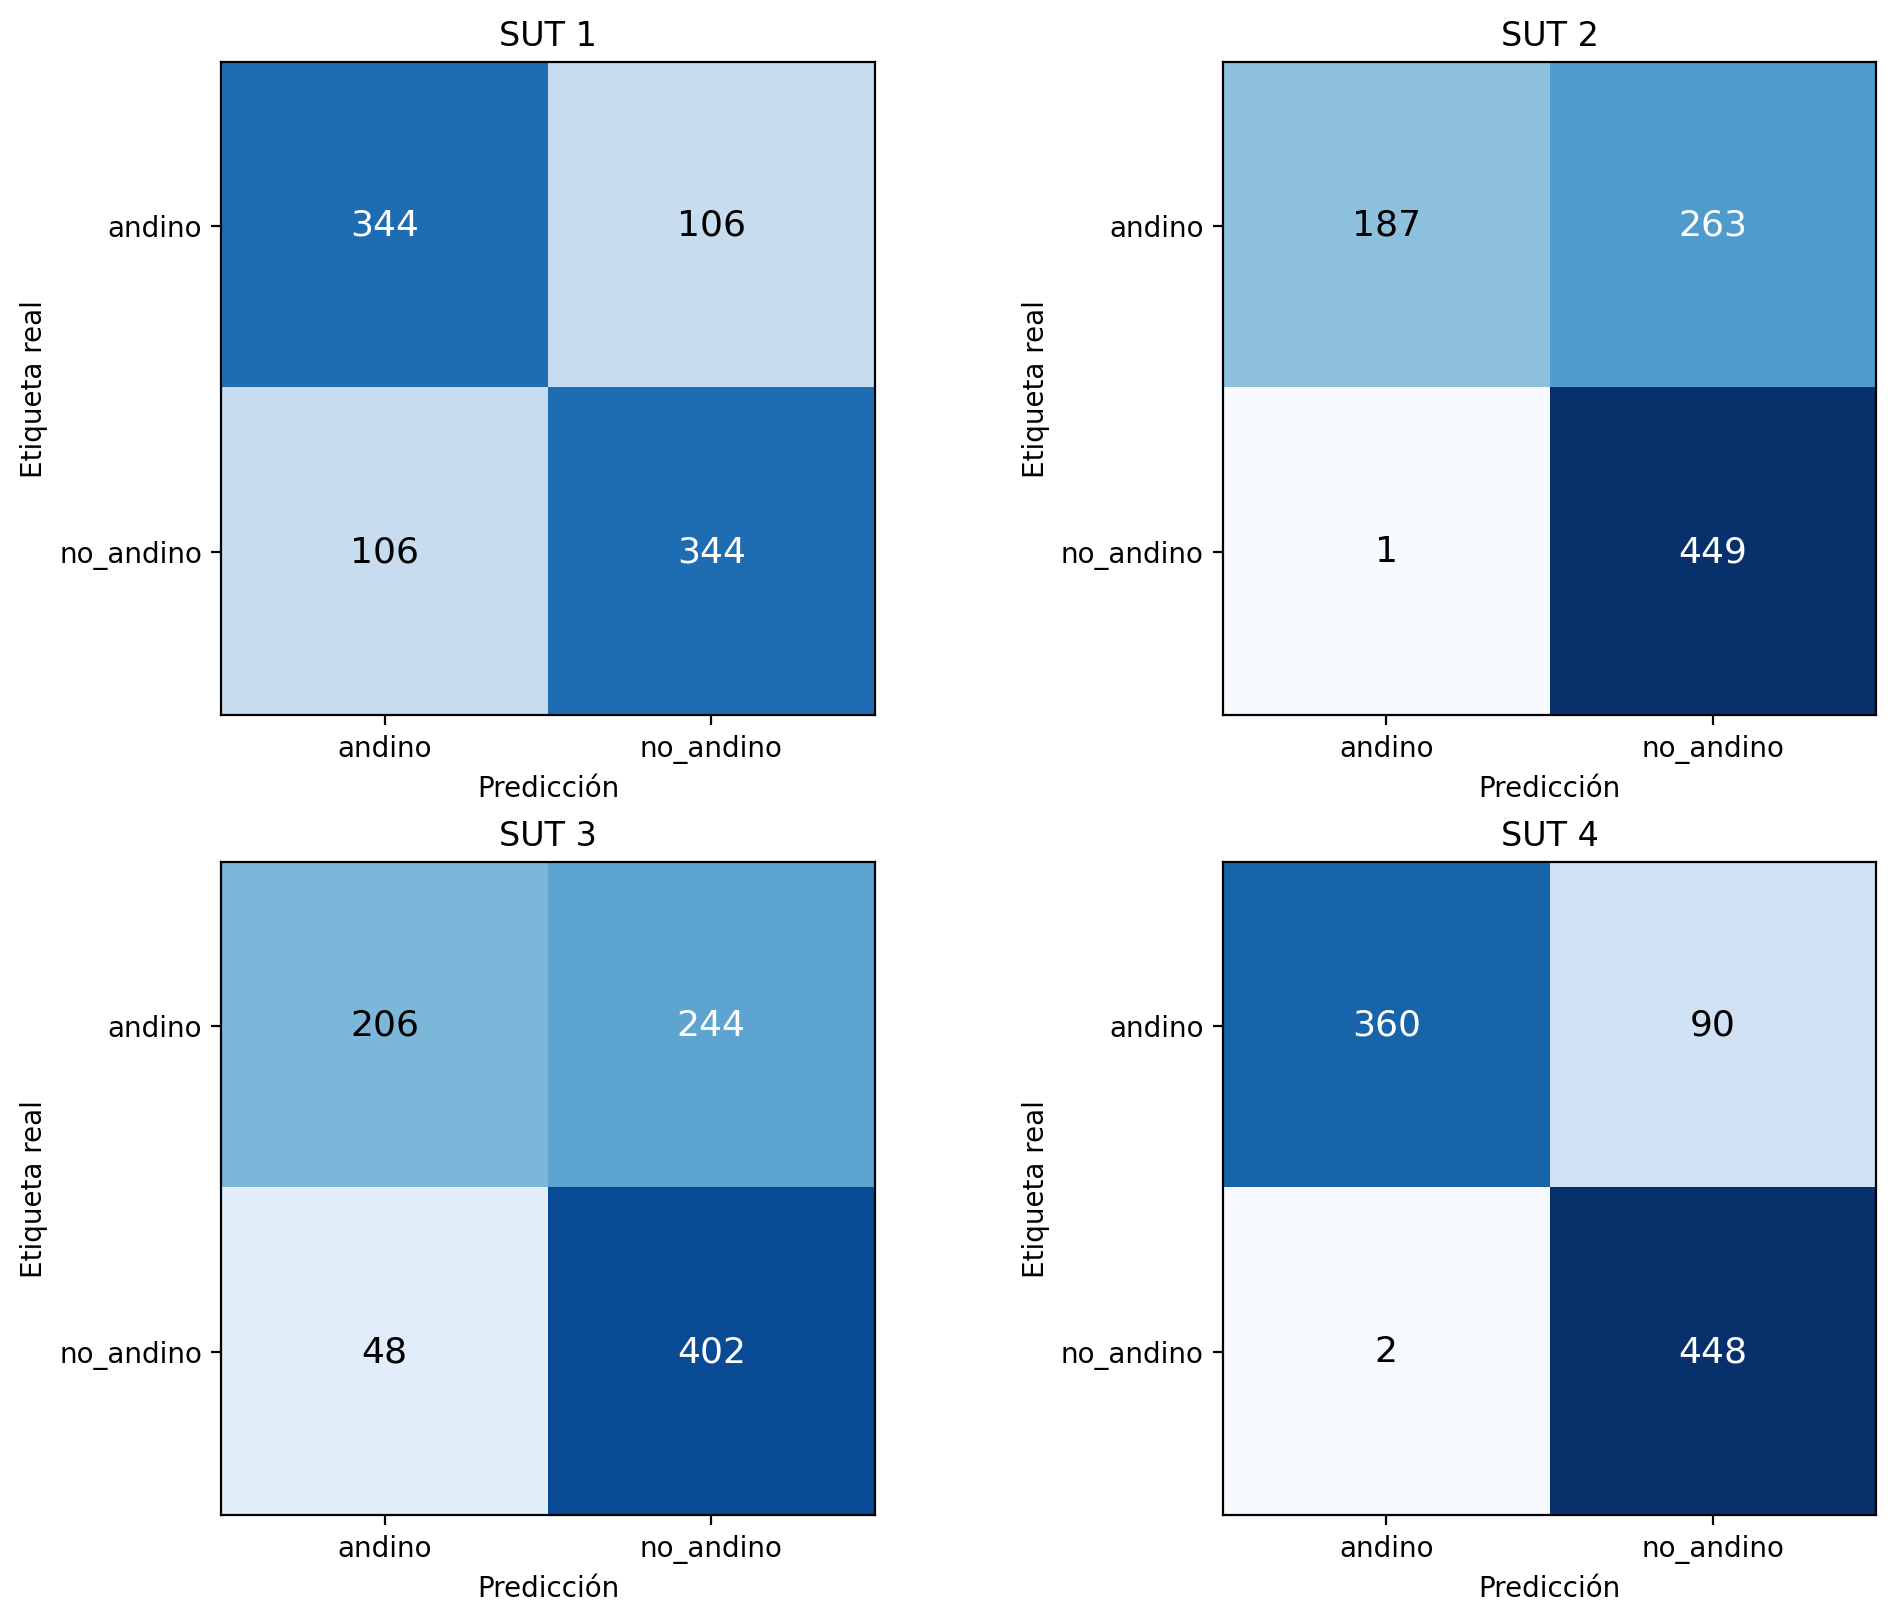 SUT 1
andino
344
106
Etiqueta real
no_andino
106
344
andino
no_andino
Predicción
SUT 2
andino
187
263
Etiqueta real
no_andino
1
449
andino
no_andino
Predicción
SUT 3
andino
206
244
Etiqueta real
no_andino
48
402
andino
no_andino
Predicción
SUT 4
andino
360
90
Etiqueta real
no_andino
2
448
andino
no_andino
Predicción